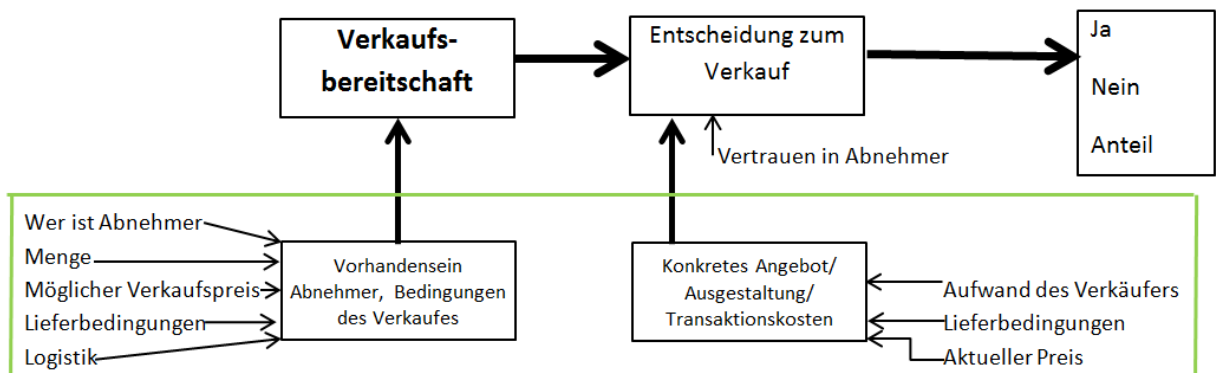 Verkaufs-
bereitschaft
Entscheidung zum
Verkauf
Ja
Nein
Anteil
Vertrauen in Abnehmer
Wer ist Abnehmer
Menge
Möglicher Verkaufspreis
Lieferbedingungen
Logistik
Vorhandensein
Abnehmer, Bedingungen
des Verkaufes
Konkretes Angebot/
Ausgestaltung/
Transaktionskosten
Aufwand des Verkäufers
Lieferbedingungen
Aktueller Preis